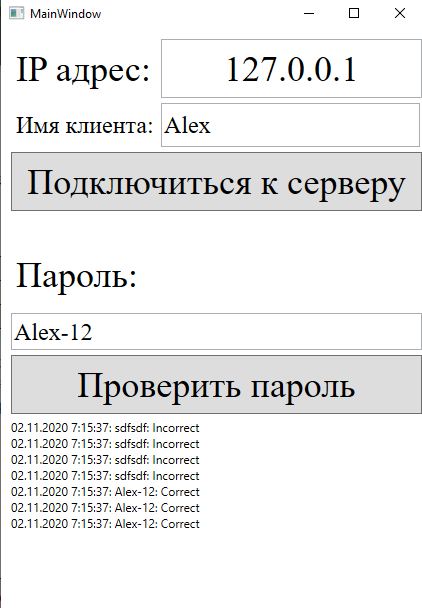 MainWindow
IP адрес: 127.0.0.1
Имя клиента: Alex
Подключиться к серверу
Пароль:
Alex-12
Проверить пароль
02.11.2020 7:15:37: sdfsdf: Incorrect
02.11.2020 7:15:37: sdfsdf: Incorrect
02.11.2020 7:15:37: sdfsdf: Incorrect
02.11.2020 7:15:37: sdfsdf: Incorrect
02.11.2020 7:15:37: Alex-12: Correct
02.11.2020 7:15:37: Alex-12: Correct
02.11.2020 7:15:37: Alex-12: Correct